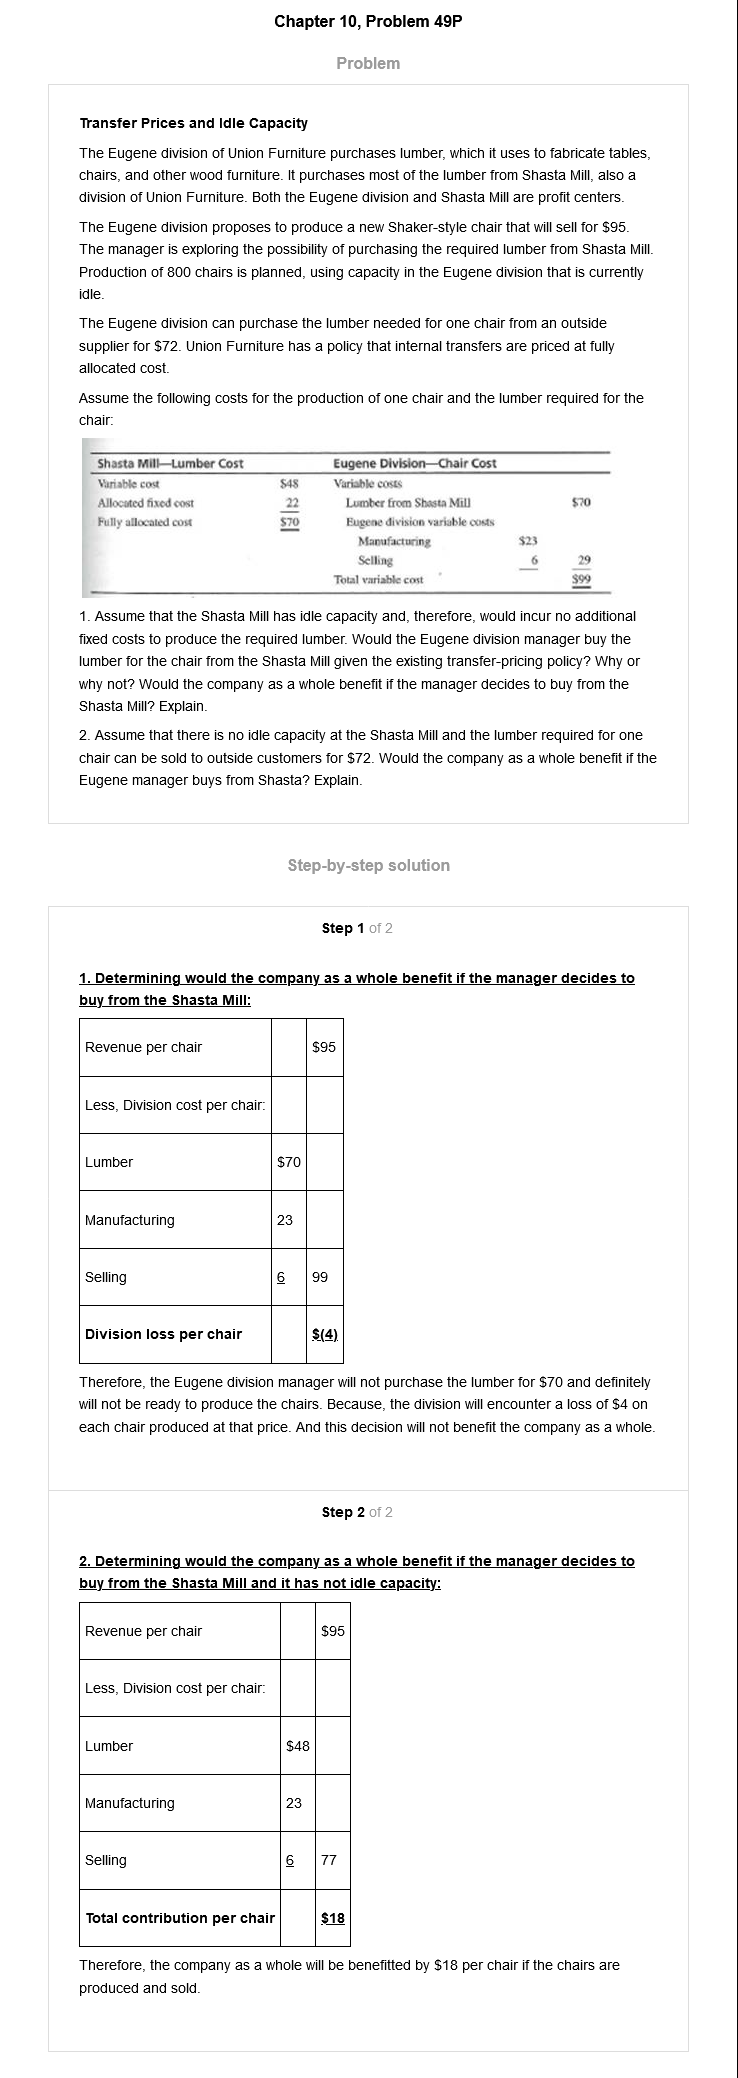 Chapter 10, Problem 49P
Problem
Transfer Prices and Idle Capacity
The Eugene division of Union Furniture purchases lumber, which it uses to fabricate tables,
chairs, and other wood furniture. It purchases most of the lumber from Shasta Mill, also a
division of Union Furniture. Both the Eugene division and Shasta Mill are profit centers.
The Eugene division proposes to produce a new Shaker-style chair that will sell for $95.
The manager is exploring the possibility of purchasing the required lumber from Shasta Mill.
Production of 800 chairs is planned, using capacity in the Eugene division that is currently
idle.
The Eugene division can purchase the lumber needed for one chair from an outside
supplier for $72. Union Furniture has a policy that internal transfers are priced at fully
allocated cost.
Assume the following costs for the production of one chair and the lumber required for the
chair:
Shasta Mill—Lumber Cost Eugene Division—Chair Cost
Variable cost $48 Variable costs
Allocated fixed cost 22 Lumber from Shasta Mill $70
Fully allocated cost $70 Eugene division variable costs
Manufacturing $23
Selling 6 29
Total variable cost $99
1. Assume that the Shasta Mill has idle capacity and, therefore, would incur no additional
fixed costs to produce the required lumber. Would the Eugene division manager buy the
lumber for the chair from the Shasta Mill given the existing transfer-pricing policy? Why or
why not? Would the company as a whole benefit if the manager decides to buy from the
Shasta Mill? Explain.
2. Assume that there is no idle capacity at the Shasta Mill and the lumber required for one
chair can be sold to outside customers for $72. Would the company as a whole benefit if the
Eugene manager buys from Shasta? Explain.
Step-by-step solution
Step 1 of 2
1. Determining would the company as a whole benefit if the manager decides to
buy from the Shasta Mill:
Revenue per chair $95
Less, Division cost per chair:
Lumber $70
Manufacturing 23
Selling 6 99
Division loss per chair $(4)
Therefore, the Eugene division manager will not purchase the lumber for $70 and definitely
will not be ready to produce the chairs. Because, the division will encounter a loss of $4 on
each chair produced at that price. And this decision will not benefit the company as a whole.
Step 2 of 2
2. Determining would the company as a whole benefit if the manager decides to
buy from the Shasta Mill and it has not idle capacity:
Revenue per chair $95
Less, Division cost per chair:
Lumber $48
Manufacturing 23
Selling 6 77
Total contribution per chair $18
Therefore, the company as a whole will be benefitted by $18 per chair if the chairs are
produced and sold.